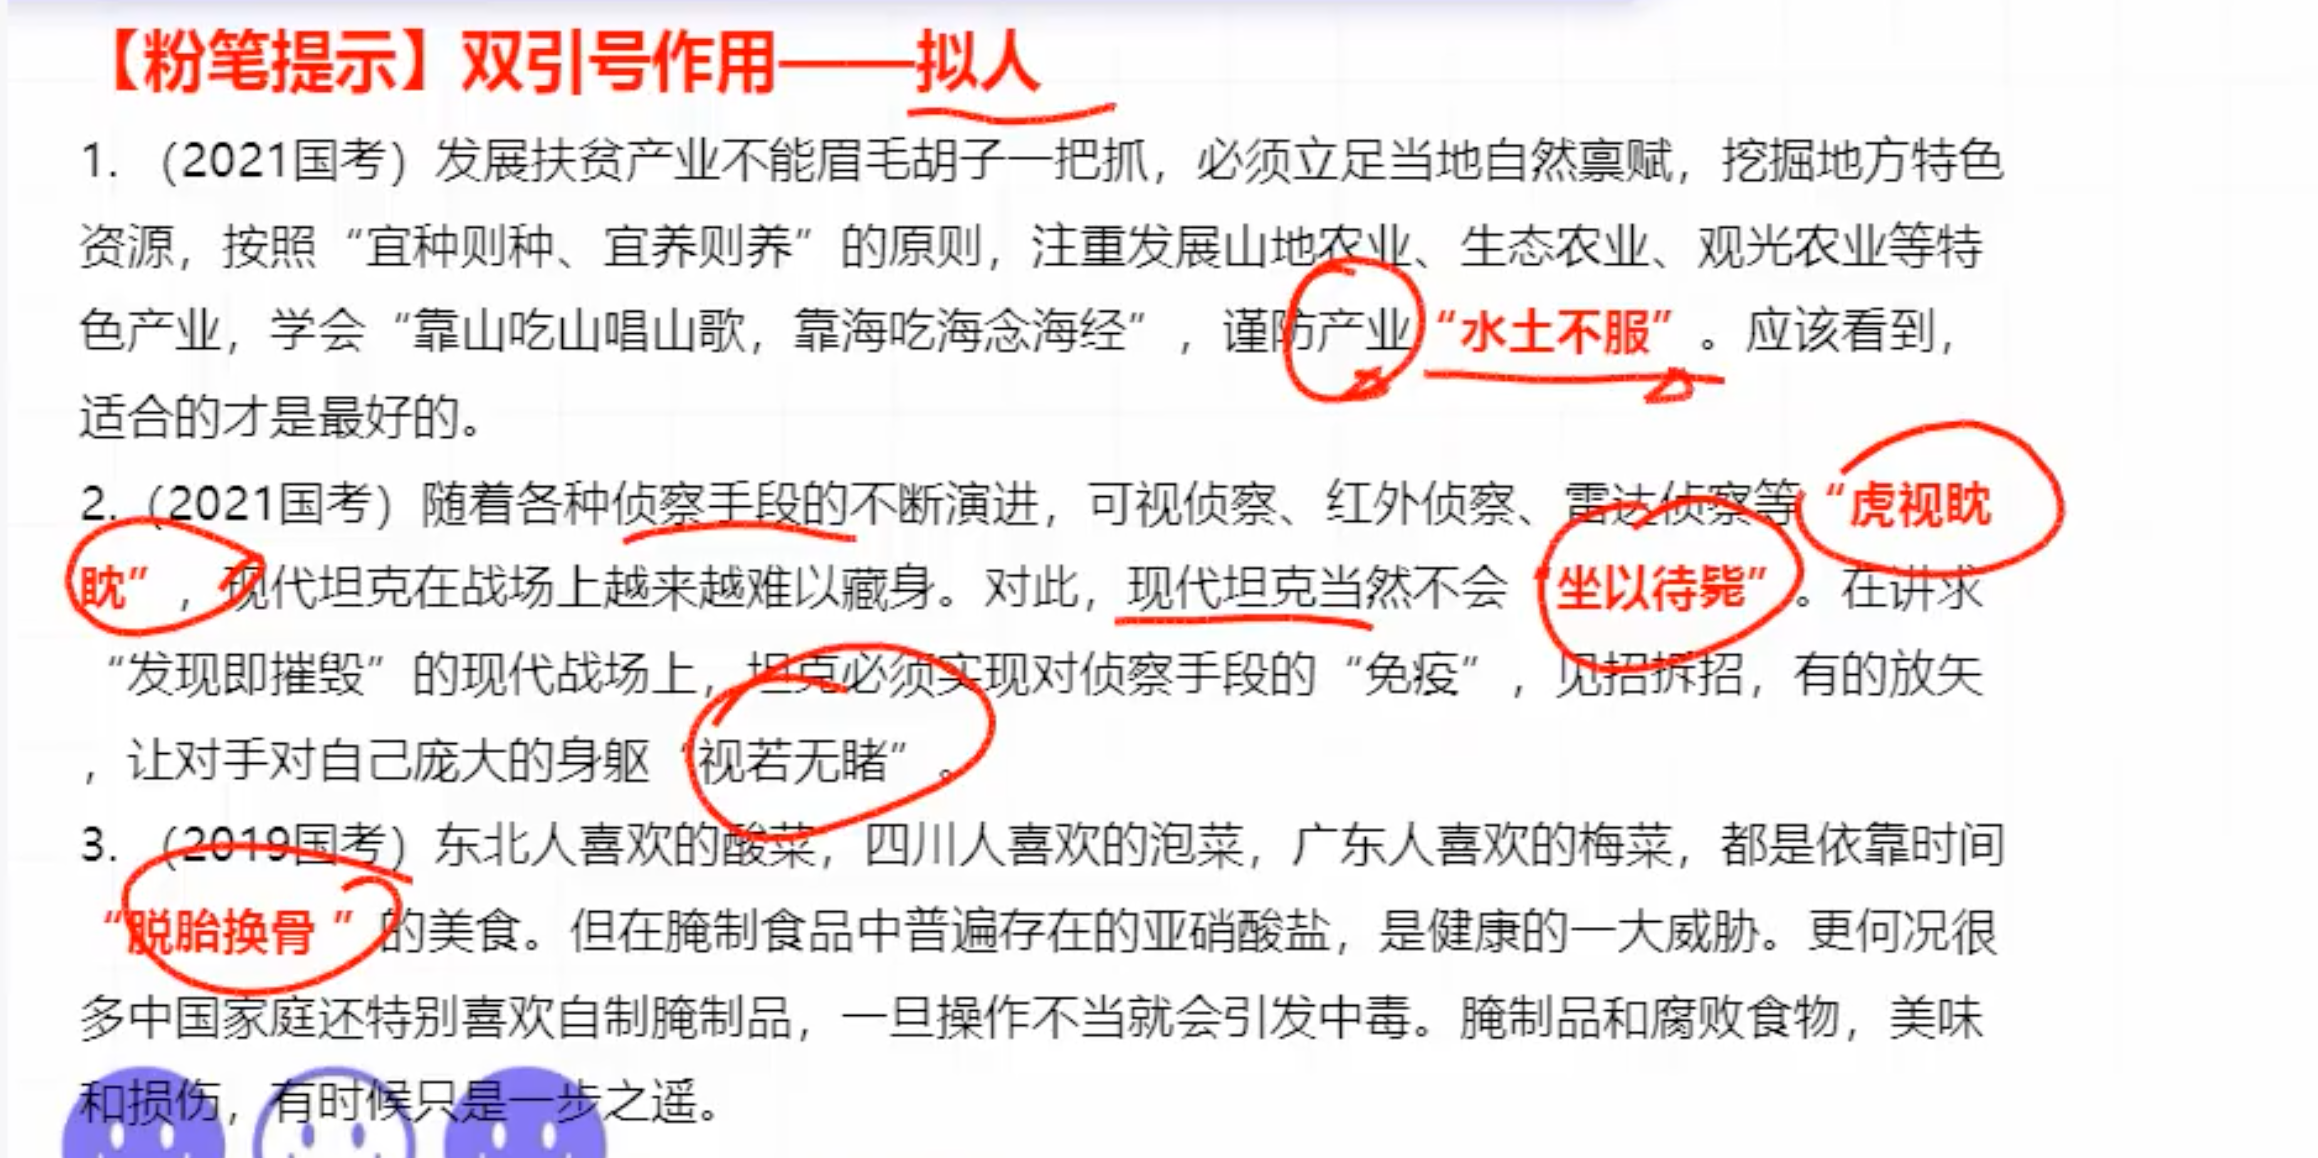 【粉笔提示】双引号作用——拟人
1. （2021国考）发展扶贫产业不能眉毛胡子一把抓，必须立足当地自然禀赋，挖掘地方特色
资源，按照“宜种则种、宜养则养”的原则，注重发展山地农业、生态农业、观光农业等特
色产业，学会“靠山吃山唱山歌，靠海吃海念海经”，谨防产业“水土不服”。应该看到，
适合的才是最好的。
2.（2021国考）随着各种侦察手段的不断演进，可视侦察、红外侦察、雷达侦察等“虎视眈
眈”，现代坦克在战场上越来越难以藏身。对此，现代坦克当然不会“坐以待毙”。在讲求
“发现即摧毁”的现代战场上，坦克必须实现对侦察手段的“免疫”，见招拆招，有的放矢
，让对手对自己庞大的身躯“视若无睹”。
3. （2019国考）东北人喜欢的酸菜，四川人喜欢的泡菜，广东人喜欢的梅菜，都是依靠时间
“脱胎换骨 ”的美食。但在腌制食品中普遍存在的亚硝酸盐，是健康的一大威胁。更何况很
多中国家庭还特别喜欢自制腌制品，一旦操作不当就会引发中毒。腌制品和腐败食物，美味
和损伤，有时候只是一步之遥。